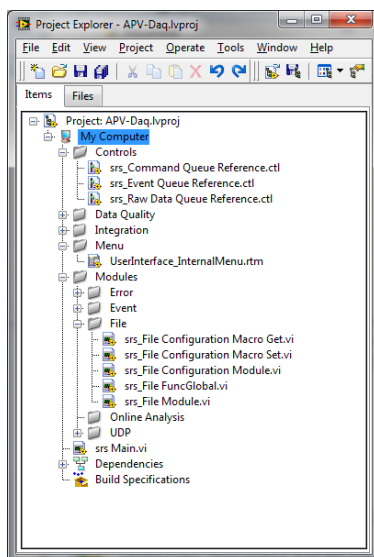 Project Explorer - APV-Daq.lvproj
File Edit View Project Operate Tools Window Help
Items Files
Project: APV-Daq.lvproj
My Computer
Controls
srs_Command Queue Reference.ctl
srs_Event Queue Reference.ctl
srs_Raw Data Queue Reference.ctl
Data Quality
Integration
Menu
UserInterface_InternalMenu.rtm
Modules
Error
Event
File
srs_File Configuration Macro Get.vi
srs_File Configuration Macro Set.vi
srs_File Configuration Module.vi
srs_File FuncGlobal.vi
srs_File Module.vi
Online Analysis
UDP
srs Main.vi
Dependencies
Build Specifications